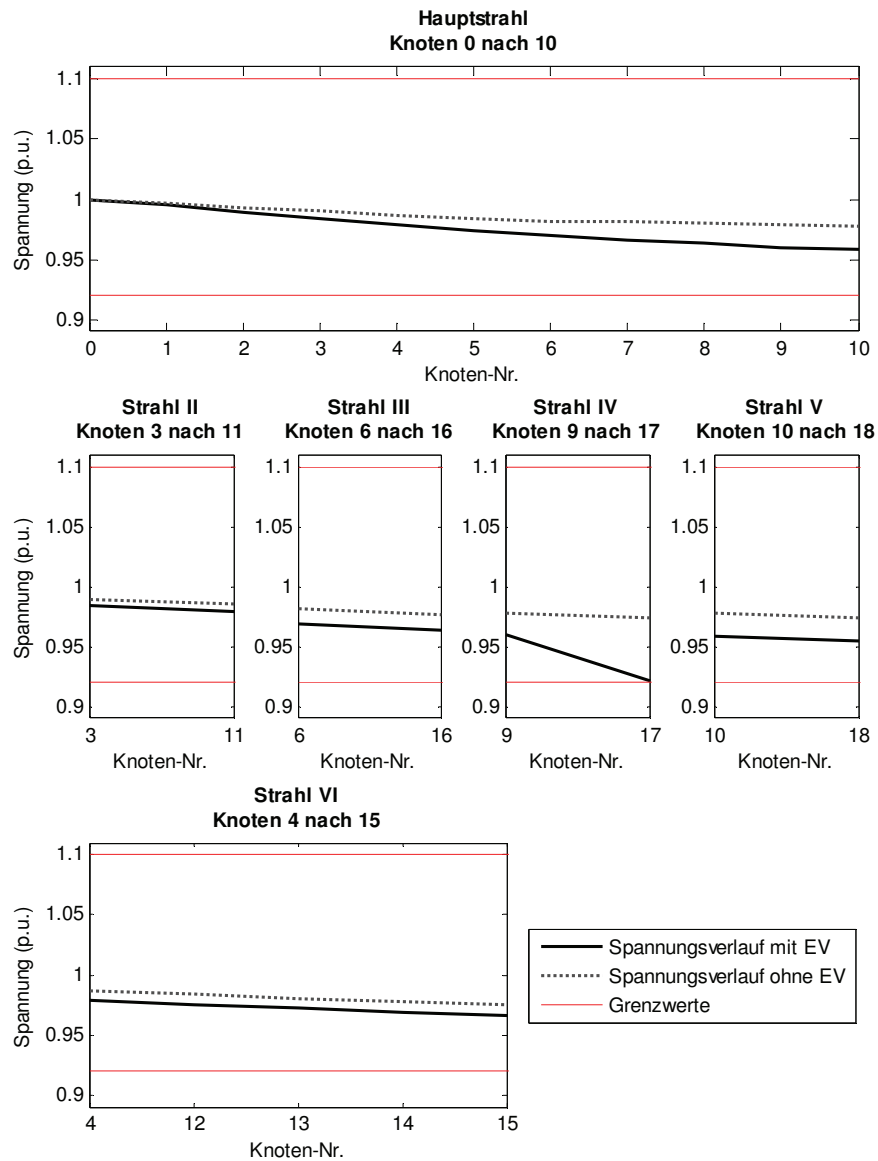 Hauptstrahl
Knoten 0 nach 10
1.1
1.05
1
0.95
0.9
Spannung (p.u.)
0 1 2 3 4 5 6 7 8 9 10
Knoten-Nr.
Strahl II
Knoten 3 nach 11
1.1
1.05
1
0.95
0.9
Spannung (p.u.)
3 11
Knoten-Nr.
Strahl III
Knoten 6 nach 16
1.1
1.05
1
0.95
0.9
6 16
Knoten-Nr.
Strahl IV
Knoten 9 nach 17
1.1
1.05
1
0.95
0.9
9 17
Knoten-Nr.
Strahl V
Knoten 10 nach 18
1.1
1.05
1
0.95
0.9
10 18
Knoten-Nr.
Strahl VI
Knoten 4 nach 15
1.1
1.05
1
0.95
0.9
Spannung (p.u.)
4 12 13 14 15
Knoten-Nr.
Spannungsverlauf mit EV
Spannungsverlauf ohne EV
Grenzwerte